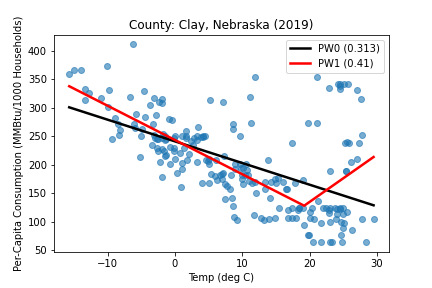 County: Clay, Nebraska (2019)
Per-Capita Consumption (MMBtu/1000 Households)
400
350
300
250
200
150
100
50
PW0 (0.313)
PW1 (0.41)
−10
0
10
20
30
Temp (deg C)